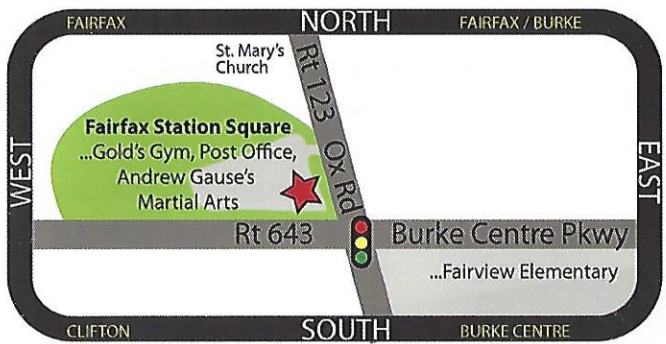 FAIRFAX
NORTH
FAIRFAX / BURKE
St. Mary's
Church
Rt 123
Ox Rd
Fairfax Station Square
...Gold's Gym, Post Office,
Andrew Gause's
Martial Arts
WEST
EAST
Rt 643
Burke Centre Pkwy
...Fairview Elementary
CLIFTON
SOUTH
BURKE CENTRE